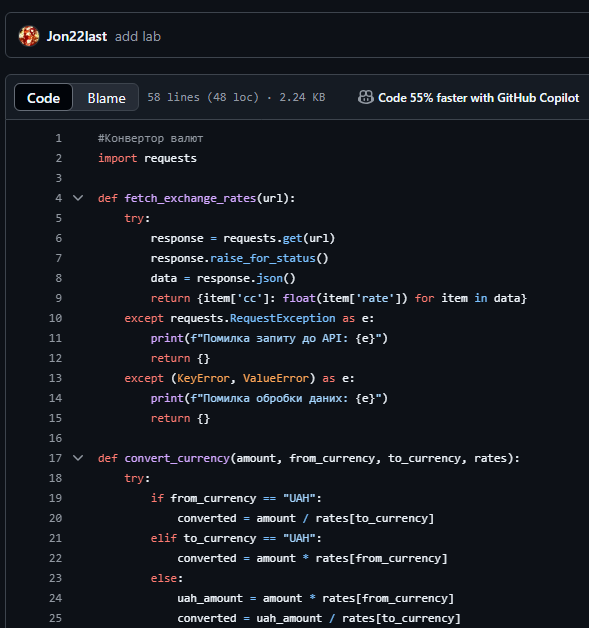 Jon22last add lab
Code Blame 58 lines (48 loc) · 2.24 KB Code 55% faster with GitHub Copilot
1 #Конвертор валют
2 import requests
3
4 def fetch_exchange_rates(url):
5     try:
6         response = requests.get(url)
7         response.raise_for_status()
8         data = response.json()
9         return {item['cc']: float(item['rate']) for item in data}
10     except requests.RequestException as e:
11         print(f"Помилка запиту до API: {e}")
12         return {}
13     except (KeyError, ValueError) as e:
14         print(f"Помилка обробки даних: {e}")
15         return {}
16
17 def convert_currency(amount, from_currency, to_currency, rates):
18     try:
19         if from_currency == "UAH":
20             converted = amount / rates[to_currency]
21         elif to_currency == "UAH":
22             converted = amount * rates[from_currency]
23         else:
24             uah_amount = amount * rates[from_currency]
25             converted = uah_amount / rates[to_currency]